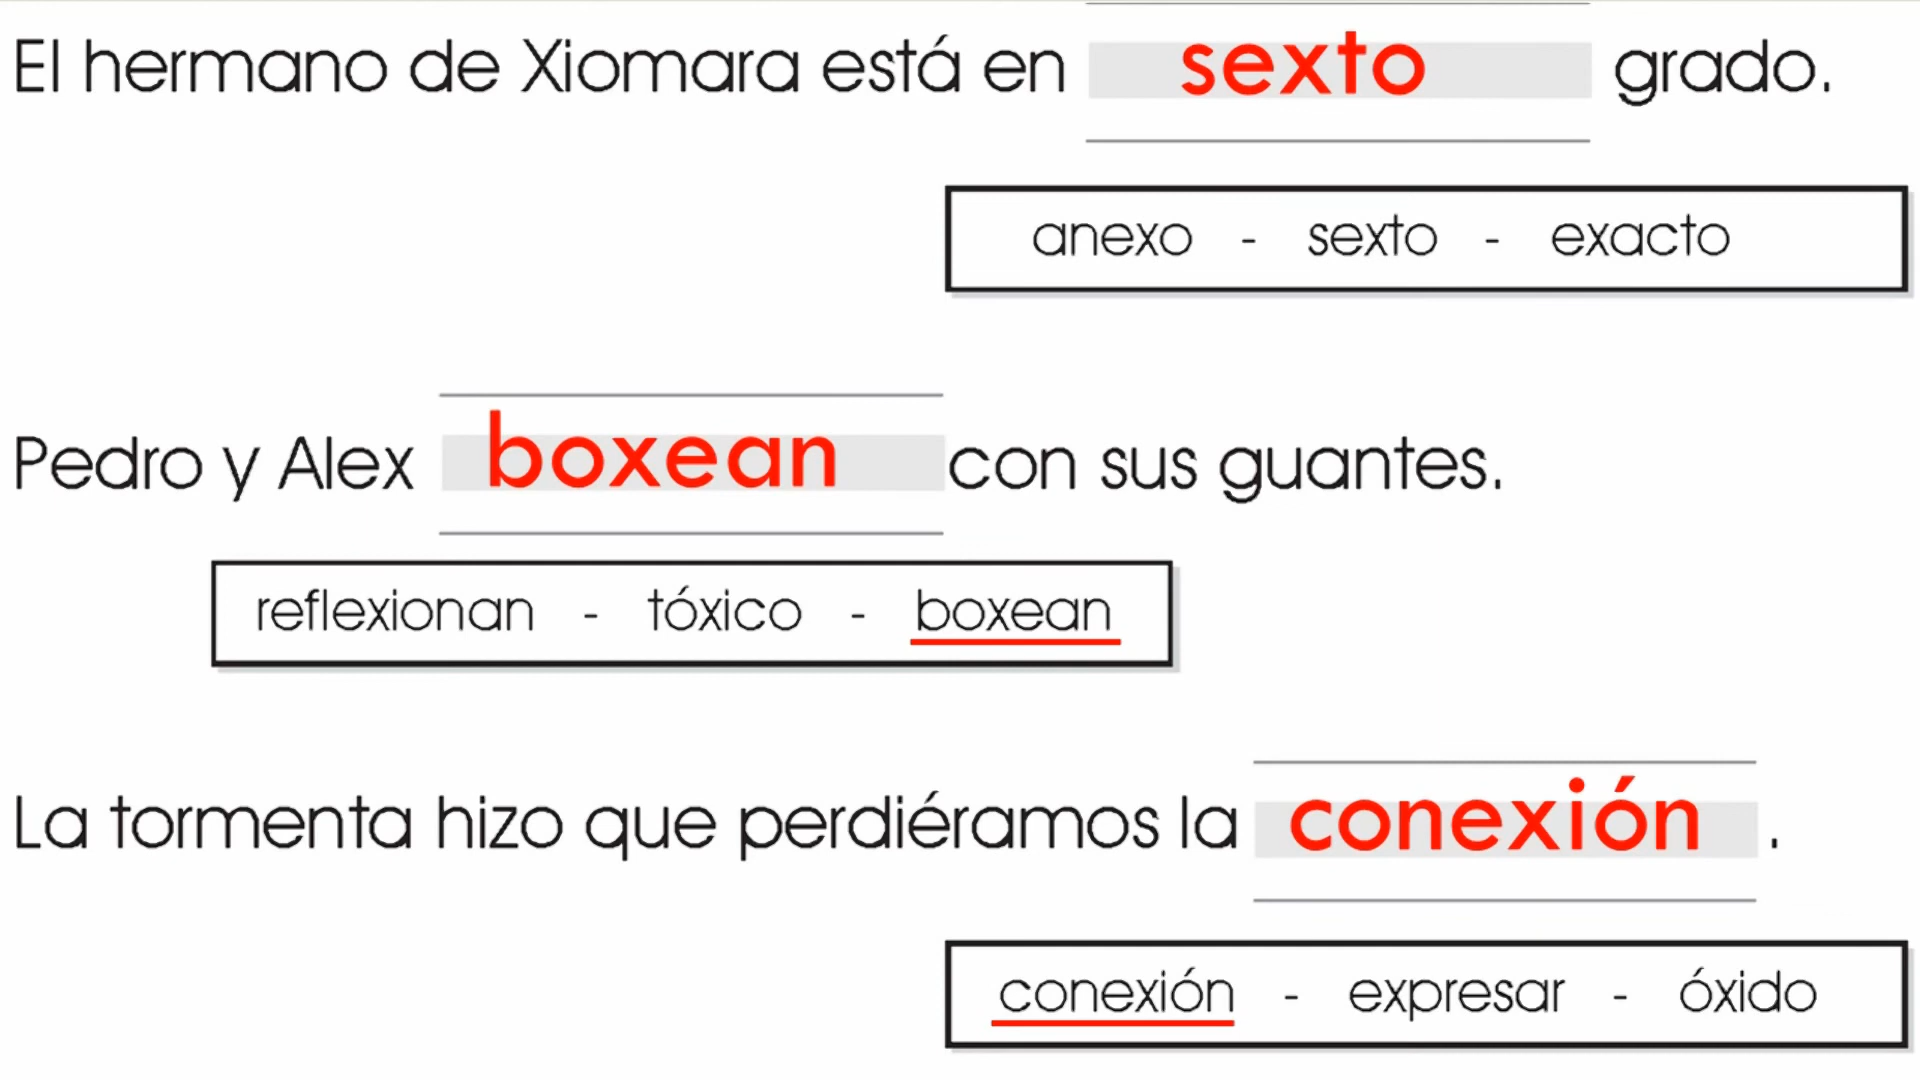 El hermano de Xiomara está en sexto grado.
anexo - sexto - exacto
Pedro y Alex boxean con sus guantes.
reflexionan - tóxico - boxean
La tormenta hizo que perdiéramos la conexión.
conexión - expresar - óxido